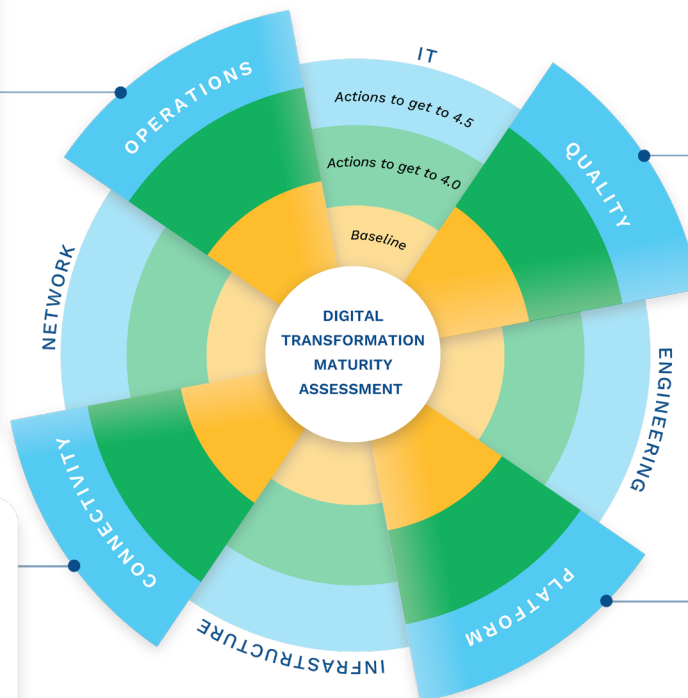 OPERATIONS
IT
Actions to get to 4.5
Actions to get to 4.0
Baseline
QUALITY
NETWORK
DIGITAL
TRANSFORMATION
MATURITY
ASSESSMENT
ENGINEERING
CONNECTIVITY
PLATFORM
INFRASTRUCTURE